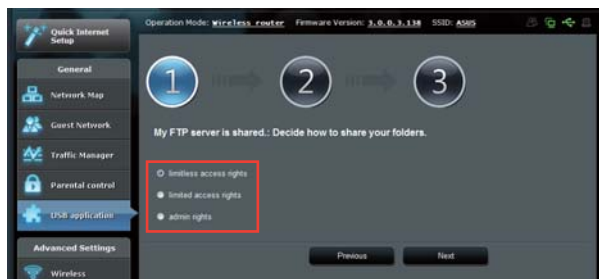 Quick Internet
Setup
Operation Mode: Wireless router Firmware Version: 3.0.0.3.138 SSID: ASUS
General
Network Map
Guest Network
Traffic Manager
Parental control
USB application
Advanced Settings
Wireless
1 2 3
My FTP server is shared.: Decide how to share your folders.
limitless access rights
limited access rights
admin rights
Previous Next